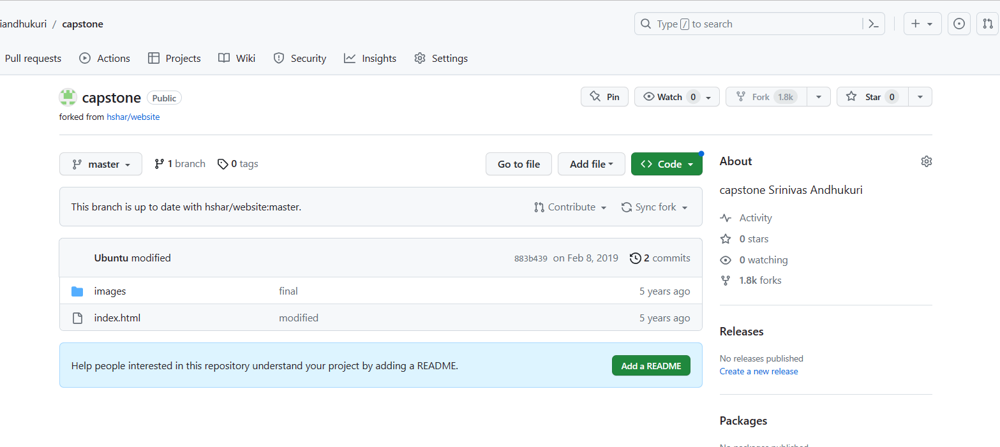 iandhukuri / capstone
Type / to search
Pull requests Actions Projects Wiki Security Insights Settings
capstone Public
Pin Watch 0 Fork 1.8k Star 0
forked from hshar/website
master 1 branch 0 tags Go to file Add file <> Code
This branch is up to date with hshar/website:master. Contribute Sync fork
Ubuntu modified 883b439 on Feb 8, 2019 2 commits
images final 5 years ago
index.html modified 5 years ago
Help people interested in this repository understand your project by adding a README. Add a README
About
capstone Srinivas Andhukuri
Activity
0 stars
0 watching
1.8k forks
Releases
No releases published
Create a new release
Packages
No packages published